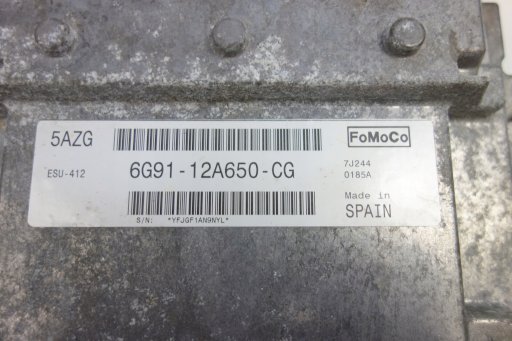 5AZG
FoMoCo
ESU-412
6G91-12A650-CG
7J244
0185A
Made in
SPAIN
S/N: *YFJGF1AN9NYL*